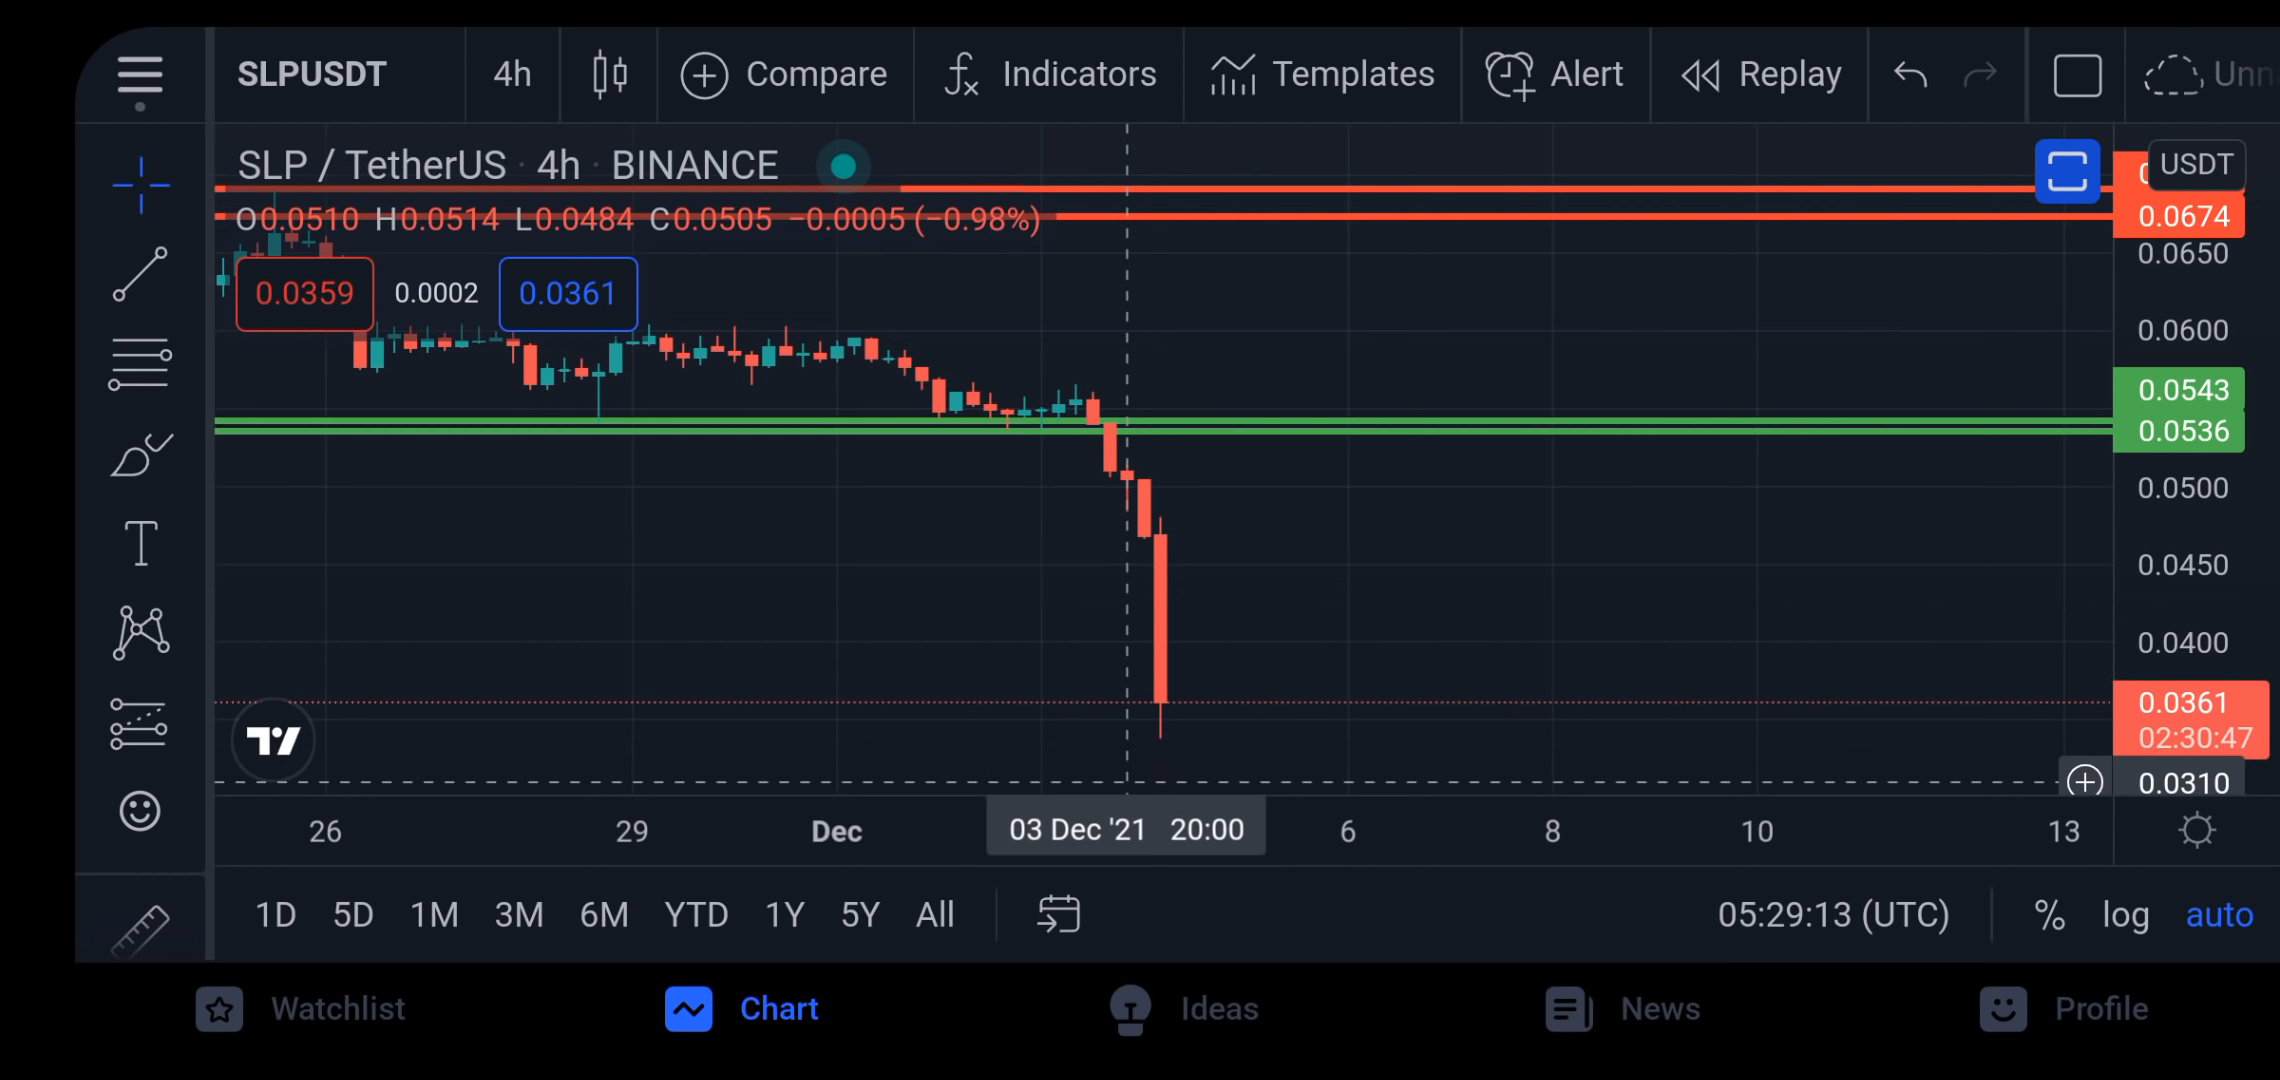 SLPUSDT 4h Compare Indicators Templates Alert Replay Unn
SLP / TetherUS · 4h · BINANCE
USDT
O0.0510 H0.0514 L0.0484 C0.0505 −0.0005 (−0.98%)
0.0674
0.0650
0.0359 0.0002 0.0361
0.0600
0.0543
0.0536
0.0500
0.0450
0.0400
0.0361
02:30:47
0.0310
26 29 Dec 03 Dec '21 20:00 6 8 10 13
1D 5D 1M 3M 6M YTD 1Y 5Y All 05:29:13 (UTC) % log auto
Watchlist Chart Ideas News Profile